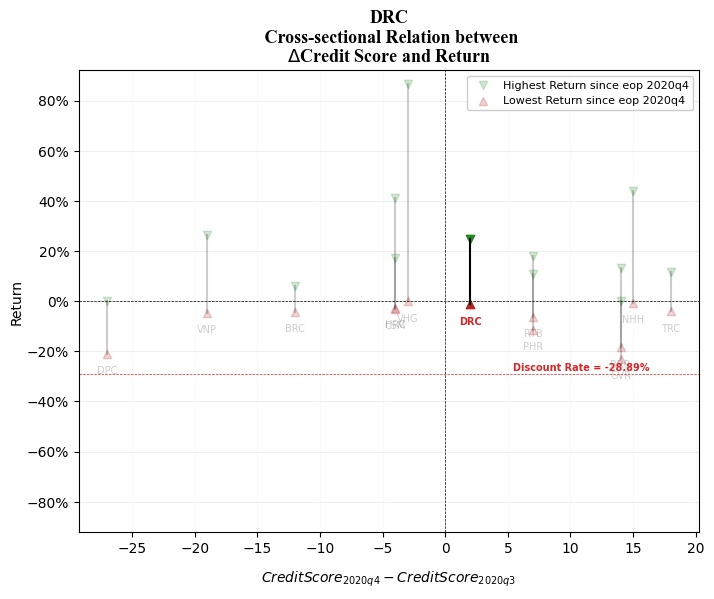 DRC
Cross-sectional Relation between
ΔCredit Score and Return
Highest Return since eop 2020q4
Lowest Return since eop 2020q4
80%
60%
40%
20%
0%
−20%
−40%
−60%
−80%
Return
DPC
VNP
BRC
VHG
DRC
PHR
NHH
TRC
Discount Rate = -28.89%
−25
−20
−15
−10
−5
0
5
10
15
20
CreditScore2020q4 − CreditScore2020q3